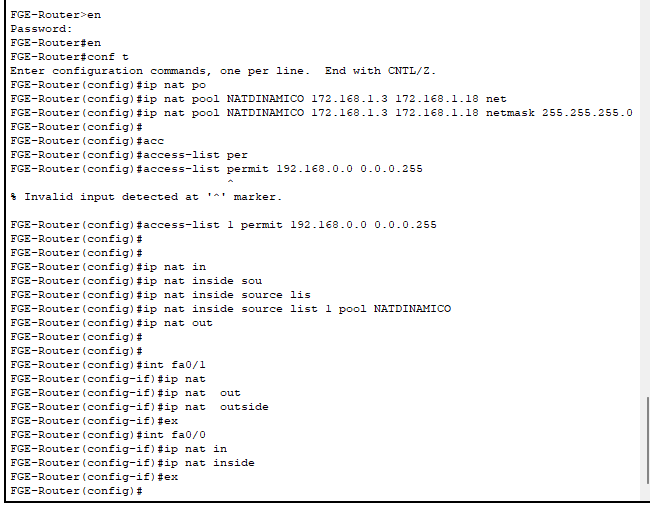 FGE-Router>en
Password:
FGE-Router#en
FGE-Router#conf t
Enter configuration commands, one per line.  End with CNTL/Z.
FGE-Router(config)#ip nat po
FGE-Router(config)#ip nat pool NATDINAMICO 172.168.1.3 172.168.1.18 net
FGE-Router(config)#ip nat pool NATDINAMICO 172.168.1.3 172.168.1.18 netmask 255.255.255.0
FGE-Router(config)#
FGE-Router(config)#acc
FGE-Router(config)#access-list per
FGE-Router(config)#access-list permit 192.168.0.0 0.0.0.255
^
% Invalid input detected at '^' marker.
FGE-Router(config)#access-list 1 permit 192.168.0.0 0.0.0.255
FGE-Router(config)#
FGE-Router(config)#
FGE-Router(config)#ip nat in
FGE-Router(config)#ip nat inside sou
FGE-Router(config)#ip nat inside source lis
FGE-Router(config)#ip nat inside source list 1 pool NATDINAMICO
FGE-Router(config)#ip nat out
FGE-Router(config)#
FGE-Router(config)#
FGE-Router(config)#int fa0/1
FGE-Router(config-if)#ip nat
FGE-Router(config-if)#ip nat  out
FGE-Router(config-if)#ip nat  outside
FGE-Router(config-if)#ex
FGE-Router(config)#int fa0/0
FGE-Router(config-if)#ip nat in
FGE-Router(config-if)#ip nat inside
FGE-Router(config-if)#ex
FGE-Router(config)#